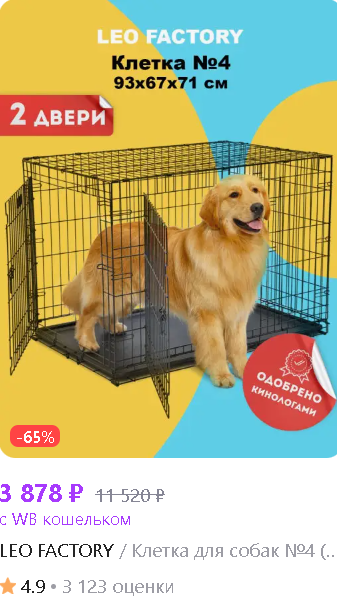 LEO FACTORY
Клетка №4
93х67х71 см
2 ДВЕРИ
ОДОБРЕНО
КИНОЛОГАМИ
-65%
3 878 ₽ 11 520 ₽
с WB кошельком
LEO FACTORY / Клетка для собак №4 (...
4.9 • 3 123 оценки